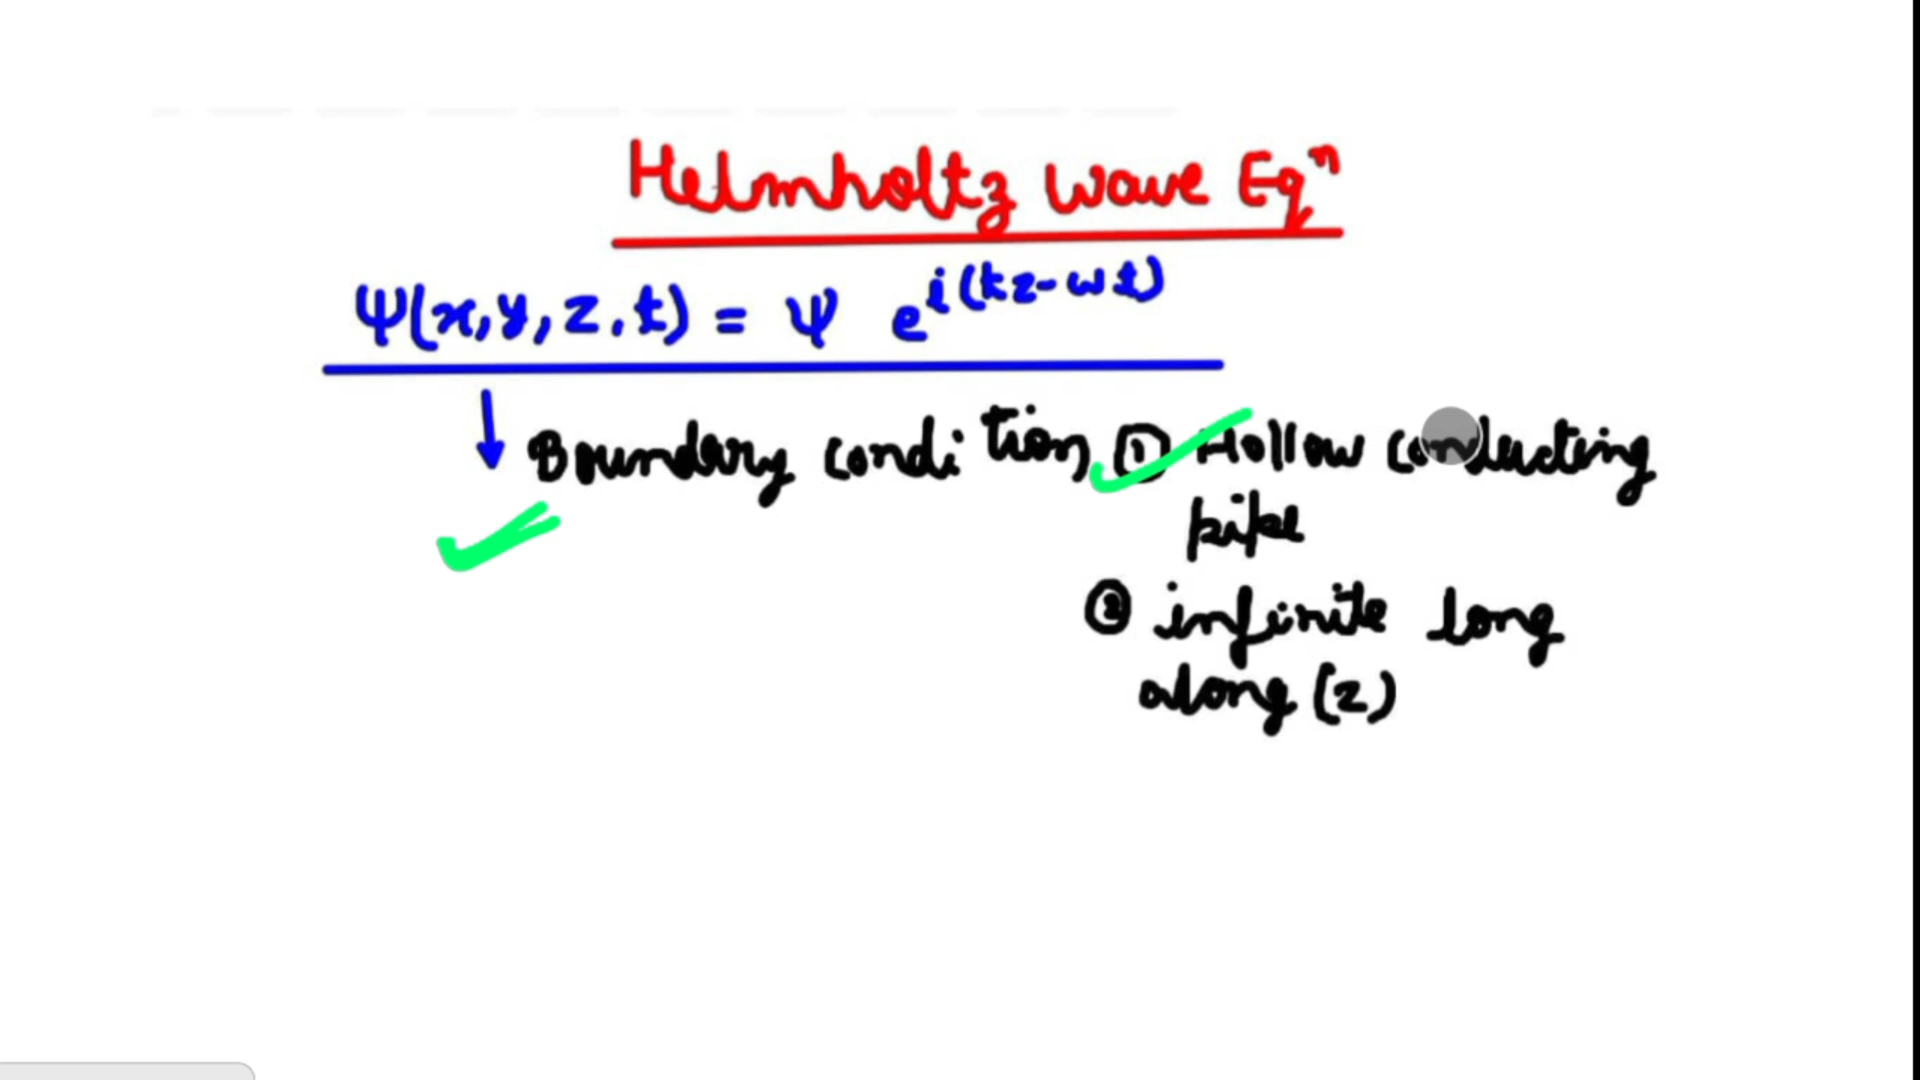 Helmholtz wave Eqⁿ
Ψ(x,y,z,t) = Ψ e^{i(kz-ωt)}
↓ Boundary condition ① Hollow conducting
pipe
② infinite long
along (z)